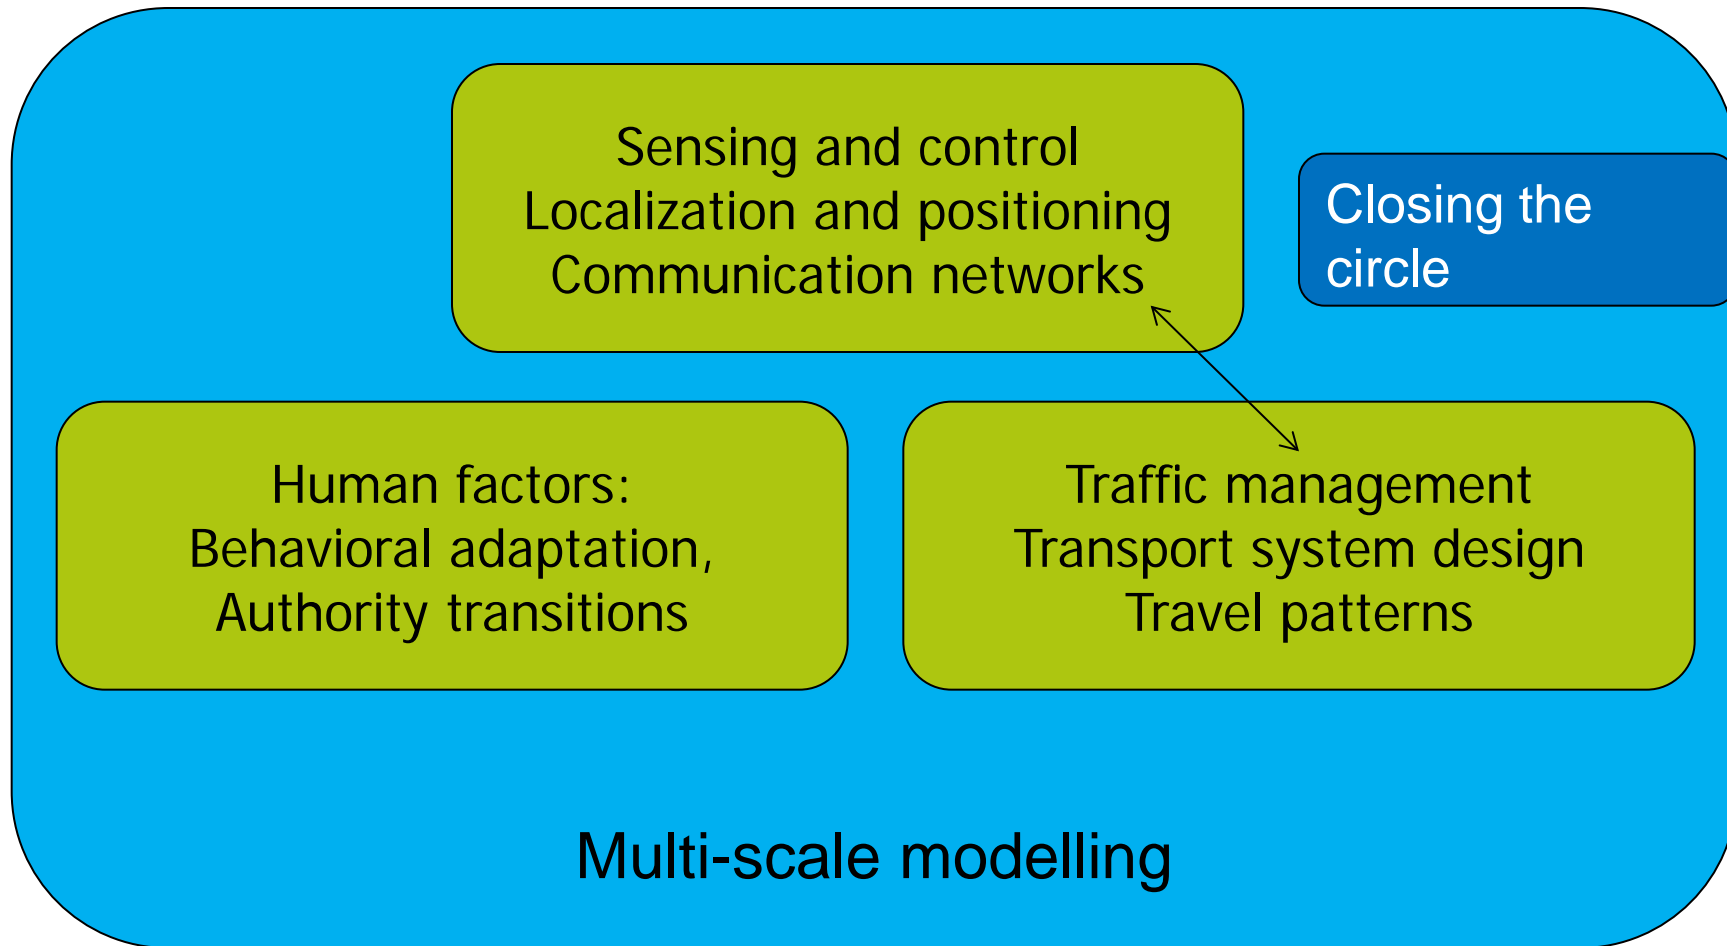 Sensing and control
Localization and positioning
Communication networks
Closing the
circle
Human factors:
Behavioral adaptation,
Authority transitions
Traffic management
Transport system design
Travel patterns
Multi-scale modelling